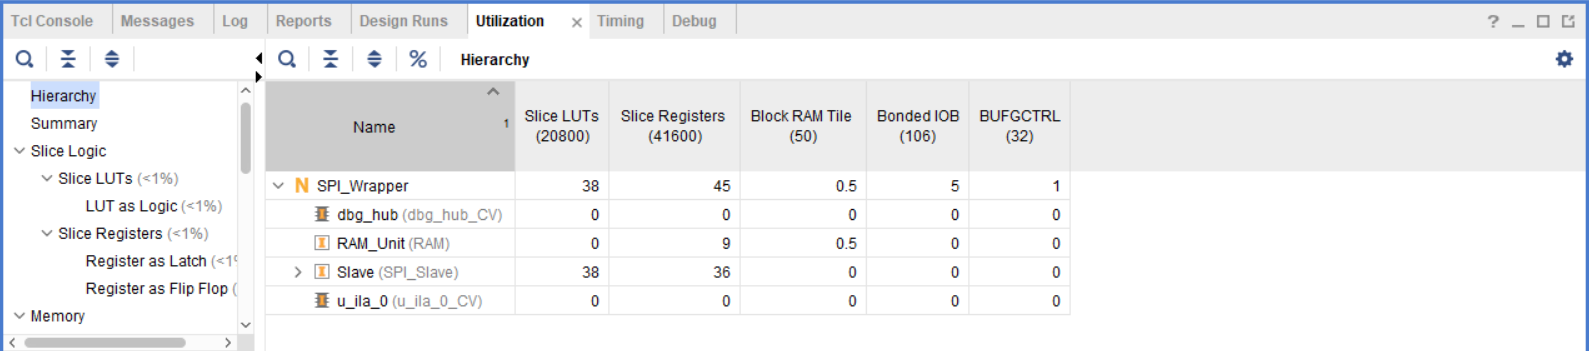 Tcl Console Messages Log Reports Design Runs Utilization × Timing Debug ? _
% Hierarchy
Hierarchy
Summary
Slice Logic
Slice LUTs (<1%)
LUT as Logic (<1%)
Slice Registers (<1%)
Register as Latch (<1%
Register as Flip Flop (
Memory
Name 1 Slice LUTs (20800) Slice Registers (41600) Block RAM Tile (50) Bonded IOB (106) BUFGCTRL (32)
N SPI_Wrapper 38 45 0.5 5 1
dbg_hub (dbg_hub_CV) 0 0 0 0 0
I RAM_Unit (RAM) 0 9 0.5 0 0
I Slave (SPI_Slave) 38 36 0 0 0
u_ila_0 (u_ila_0_CV) 0 0 0 0 0